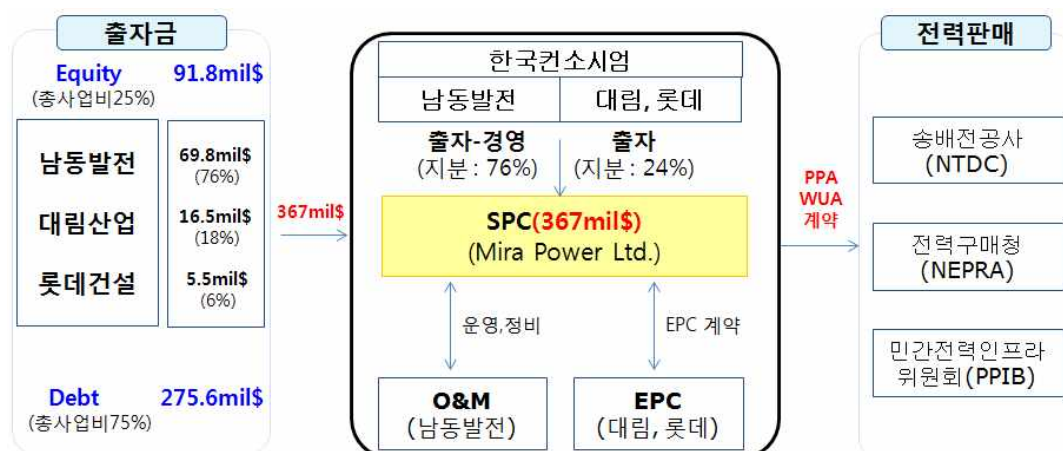 출자금
Equity 91.8mil$
(총사업비25%)
남동발전 69.8mil$
(76%)
대림산업 16.5mil$
(18%)
롯데건설 5.5mil$
(6%)
Debt 275.6mil$
(총사업비75%)
367mil$
한국컨소시엄
남동발전 대림, 롯데
출자-경영 출자
(지분 : 76%) (지분 : 24%)
SPC(367mil$)
(Mira Power Ltd.)
운영,정비 EPC 계약
O&M EPC
(남동발전) (대림, 롯데)
PPA
WUA
계약
전력판매
송배전공사
(NTDC)
전력구매청
(NEPRA)
민간전력인프라
위원회(PPIB)